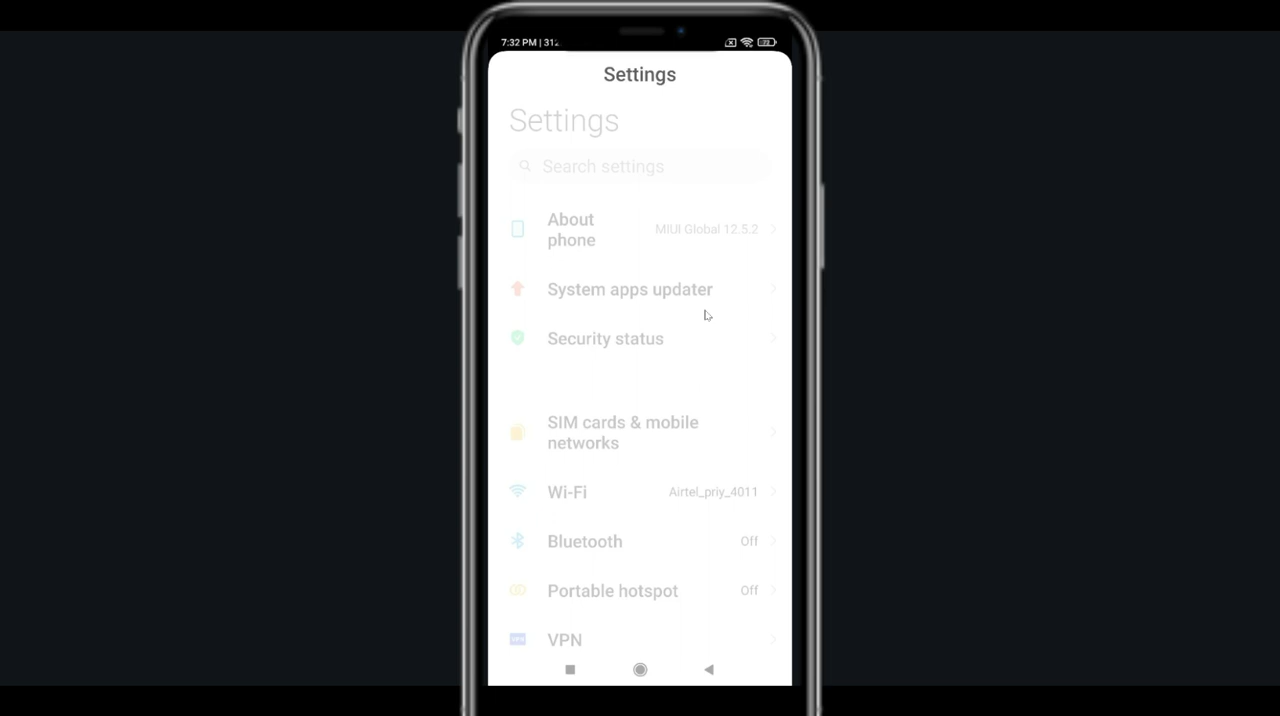 7:32 PM | 312
Settings
Settings
Search settings
About
phone
MIUI Global 12.5.2
System apps updater
Security status
SIM cards & mobile
networks
Wi-Fi
Airtel_priy_4011
Bluetooth
Off
Portable hotspot
Off
VPN